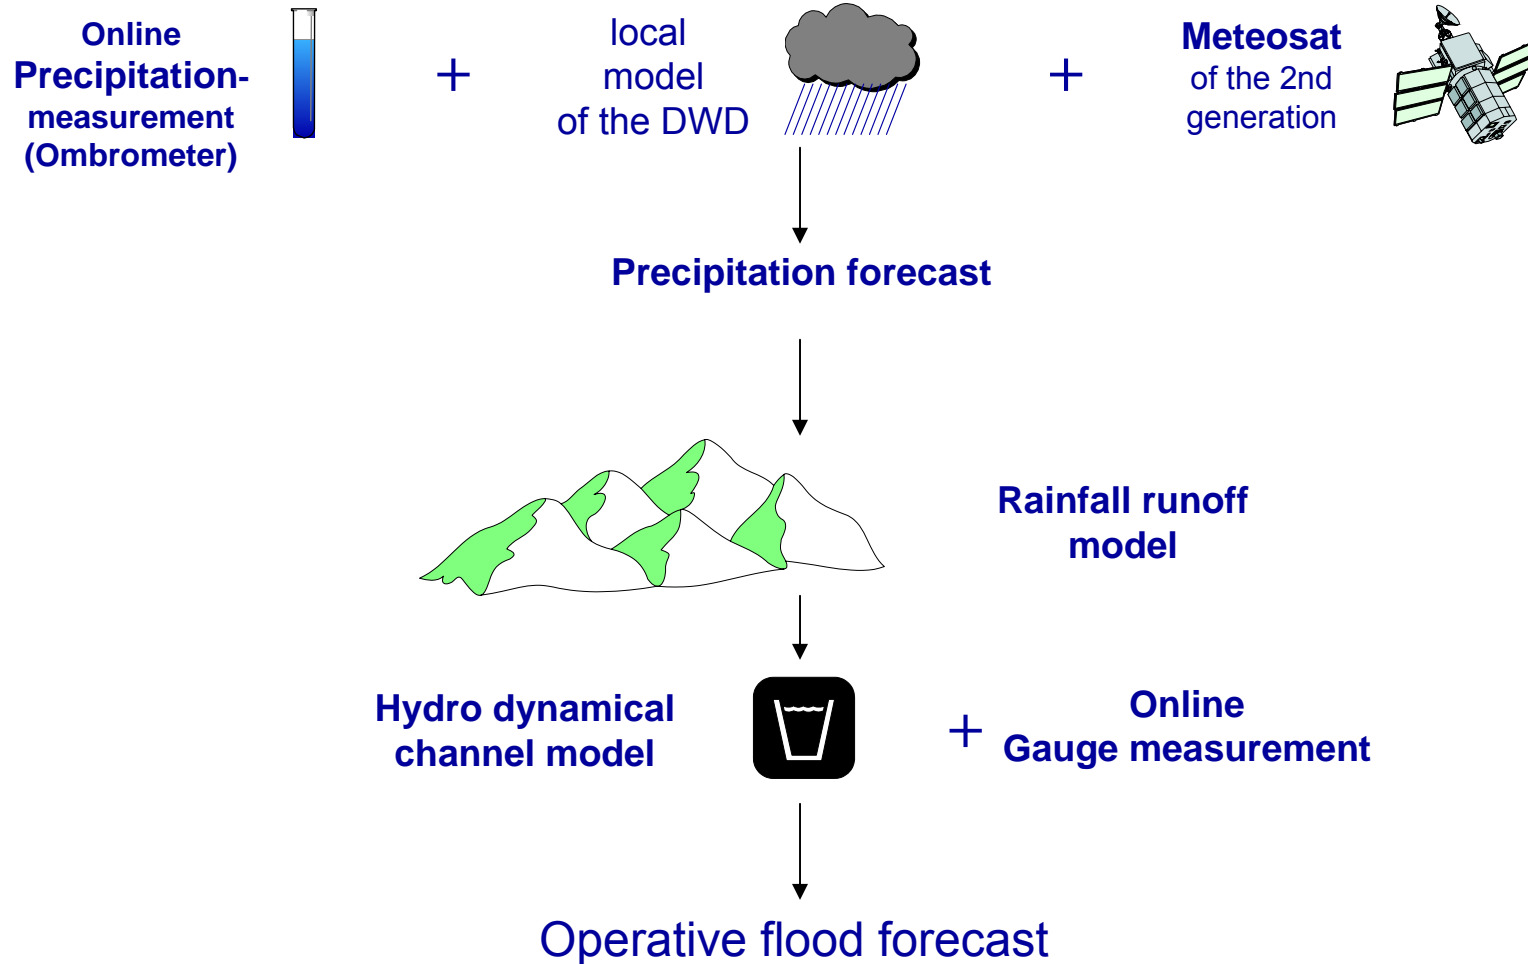 Online
Precipitation-
measurement
(Ombrometer)
+
local
model
of the DWD
+
Meteosat
of the 2nd
generation
Precipitation forecast
Rainfall runoff
model
Hydro dynamical
channel model
+
Online
Gauge measurement
Operative flood forecast